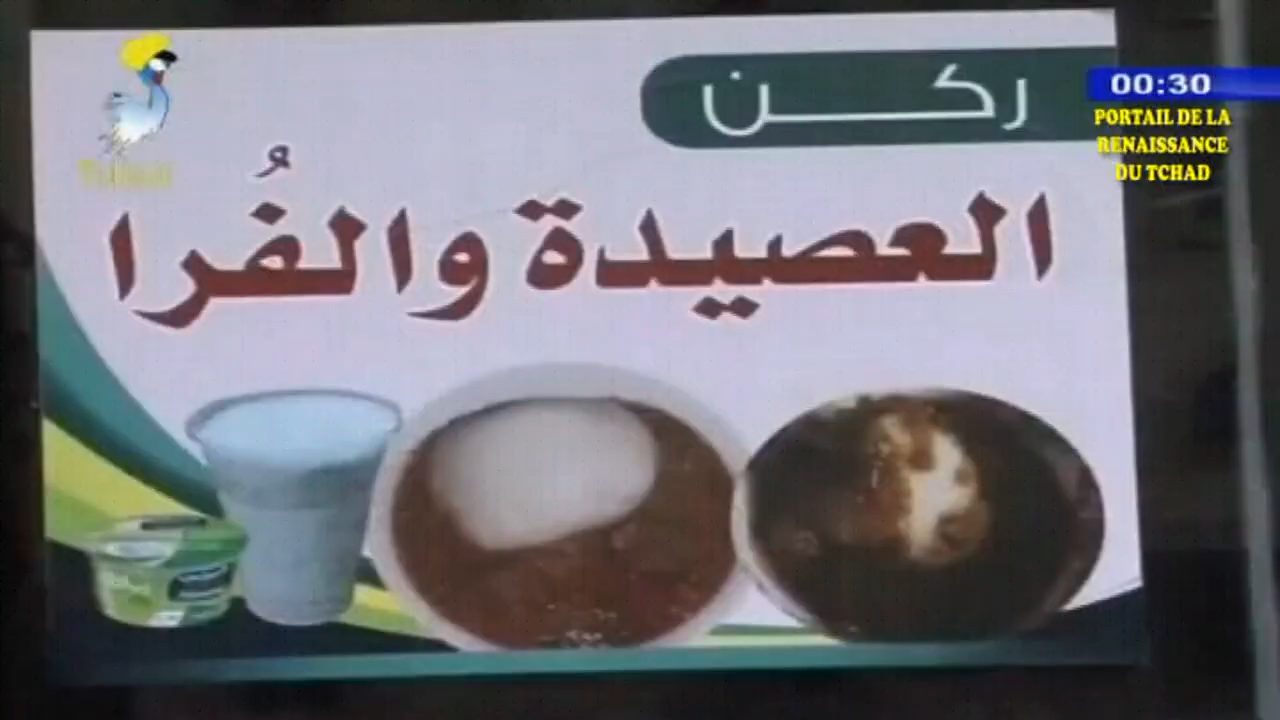 ركن
العصيدة والفُرا
00:30
PORTAIL DE LA
RENAISSANCE
DU TCHAD